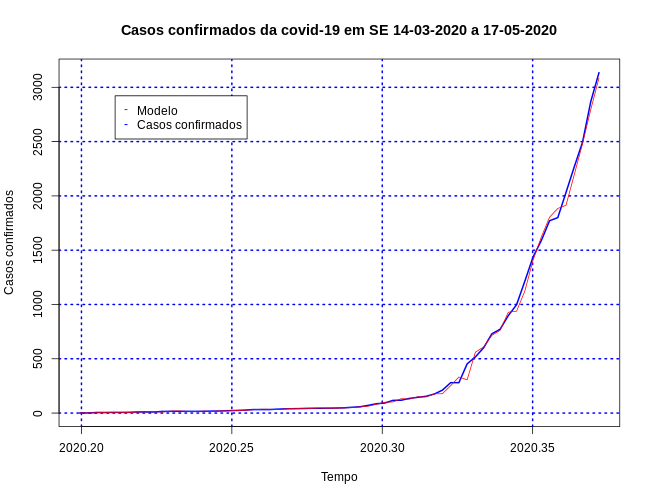 Casos confirmados da covid-19 em SE 14-03-2020 a 17-05-2020
Modelo
Casos confirmados
Casos confirmados
3000
2500
2000
1500
1000
500
0
2020.20 2020.25 2020.30 2020.35
Tempo